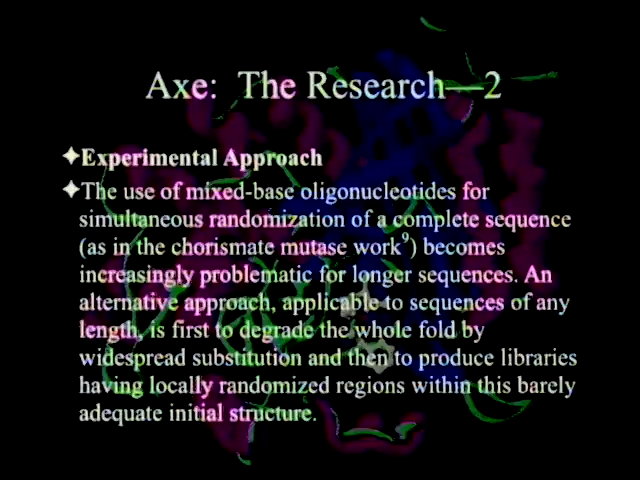 Axe: The Research—2
✦Experimental Approach
✦The use of mixed-base oligonucleotides for
simultaneous randomization of a complete sequence
(as in the chorismate mutase work⁹) becomes
increasingly problematic for longer sequences. An
alternative approach, applicable to sequences of any
length, is first to degrade the whole fold by
widespread substitution and then to produce libraries
having locally randomized regions within this barely
adequate initial structure.